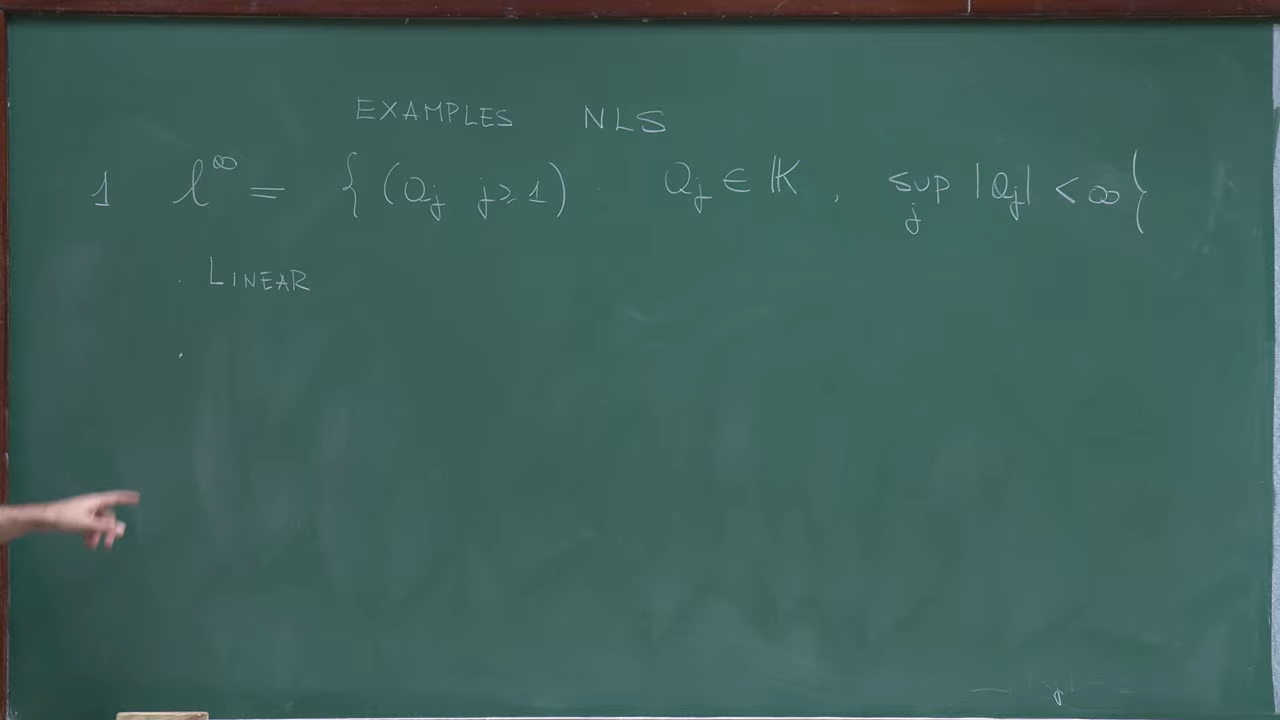 EXAMPLES NLS
1 l^∞ = { (a_j j ≥ 1) . a_j ∈ K , sup_j |a_j| < ∞ }
. LINEAR
.